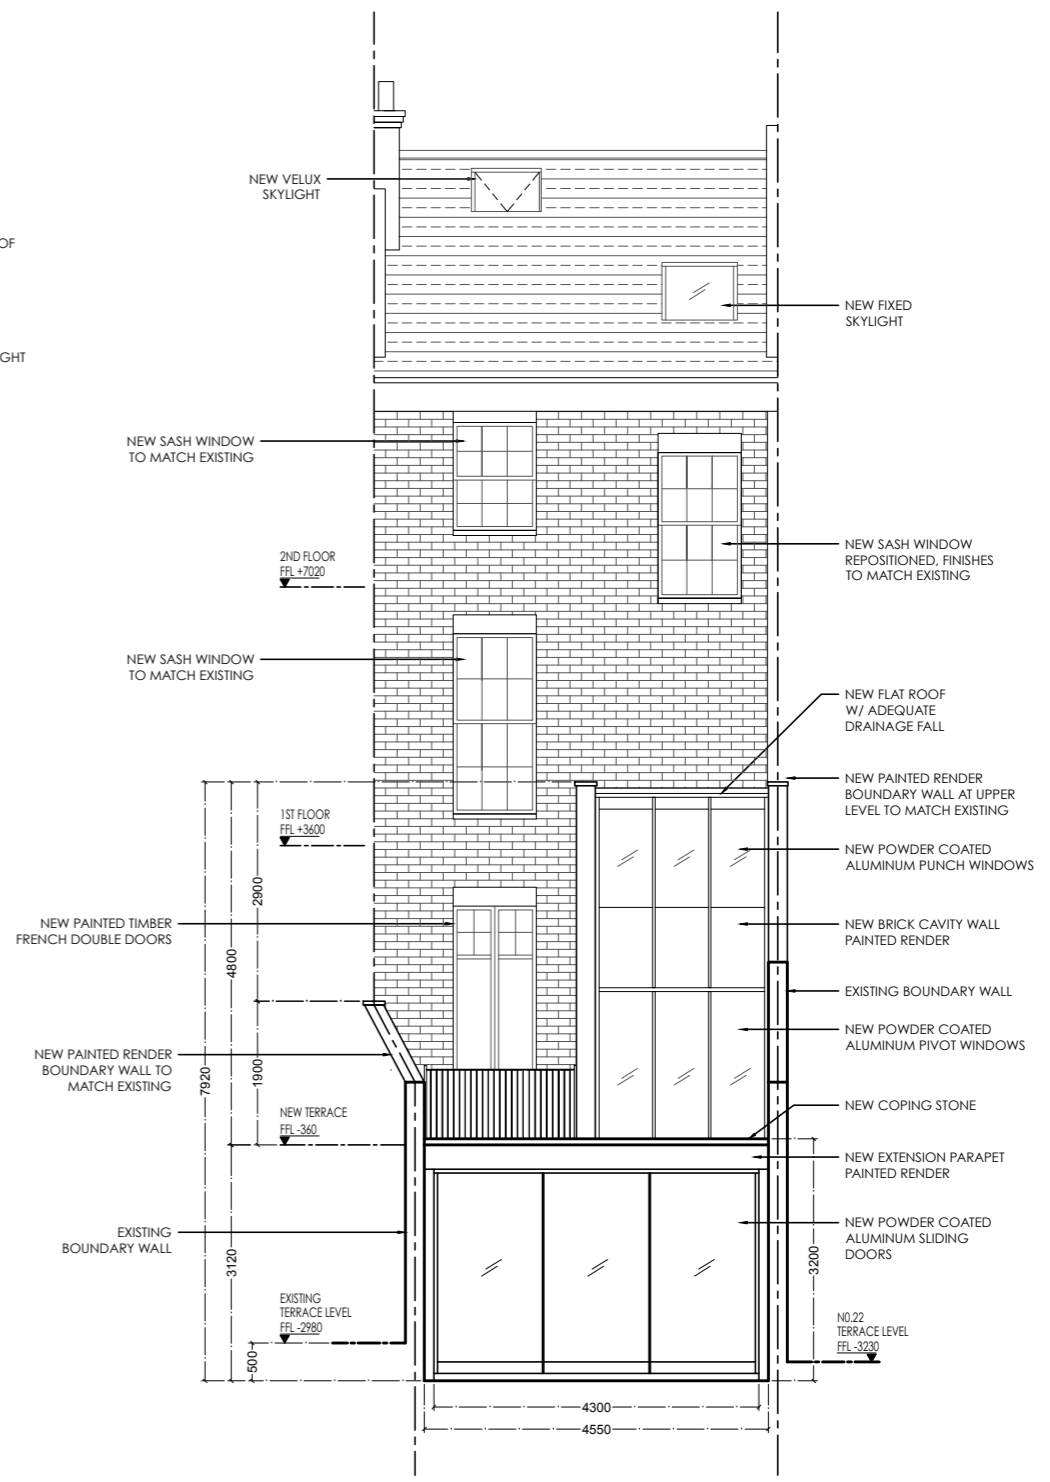 NEW VELUX
SKYLIGHT
OF
NEW FIXED
SKYLIGHT
GHT
NEW SASH WINDOW
TO MATCH EXISTING
2ND FLOOR
FFL +7020
NEW SASH WINDOW
REPOSITIONED, FINISHES
TO MATCH EXISTING
NEW SASH WINDOW
TO MATCH EXISTING
NEW FLAT ROOF
W/ ADEQUATE
DRAINAGE FALL
NEW PAINTED RENDER
BOUNDARY WALL AT UPPER
LEVEL TO MATCH EXISTING
1ST FLOOR
FFL +3600
NEW POWDER COATED
ALUMINUM PUNCH WINDOWS
2900
NEW PAINTED TIMBER
FRENCH DOUBLE DOORS
NEW BRICK CAVITY WALL
PAINTED RENDER
4800
EXISTING BOUNDARY WALL
NEW POWDER COATED
ALUMINUM PIVOT WINDOWS
NEW PAINTED RENDER
BOUNDARY WALL TO
MATCH EXISTING
7920
1900
NEW TERRACE
FFL -360
NEW COPING STONE
NEW EXTENSION PARAPET
PAINTED RENDER
EXISTING
BOUNDARY WALL
NEW POWDER COATED
ALUMINUM SLIDING
DOORS
3120
3200
EXISTING
TERRACE LEVEL
FFL -2980
N0.22
TERRACE LEVEL
FFL -3230
500
4300
4550